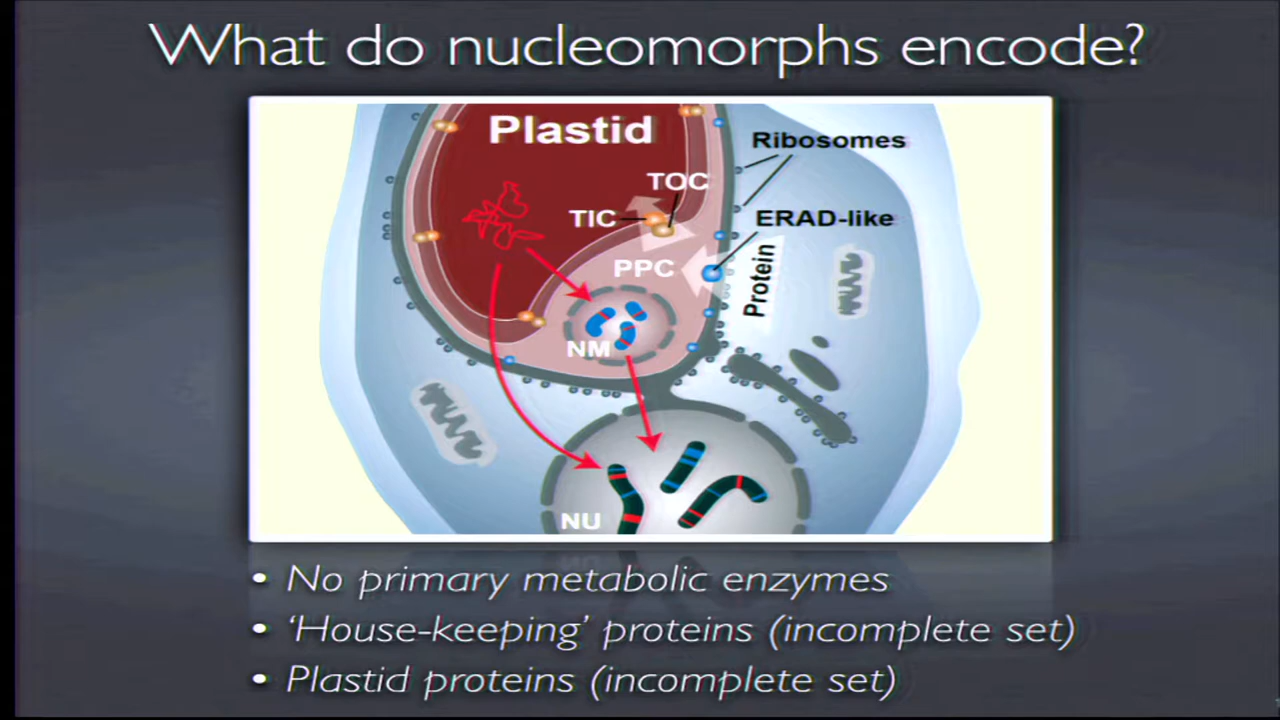 What do nucleomorphs encode?
Plastid
Ribosomes
TOC
TIC
ERAD-like
PPC
Protein
NM
NU
• No primary metabolic enzymes
• ‘House-keeping’ proteins (incomplete set)
• Plastid proteins (incomplete set)